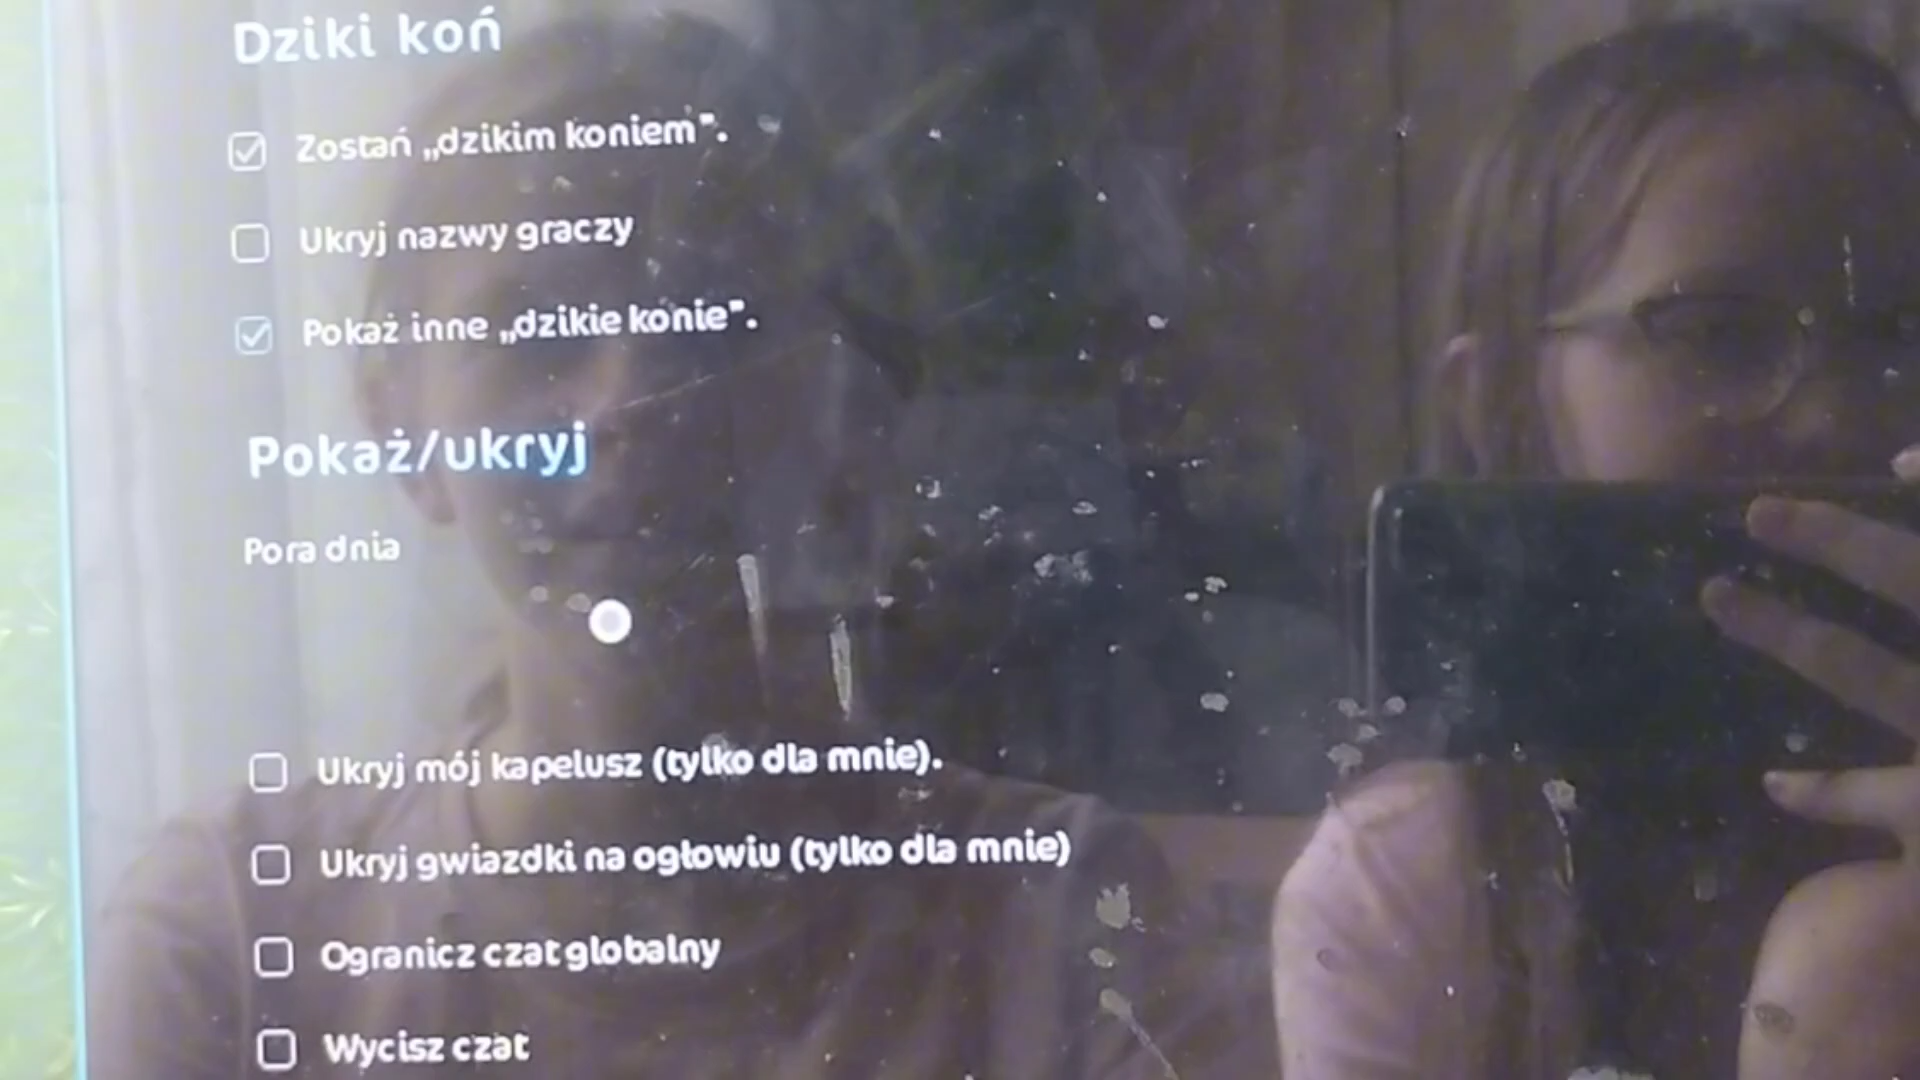 Dziki koń
Zostań „dzikim koniem”.
Ukryj nazwy graczy
Pokaż inne „dzikie konie”.
Pokaż/ukryj
Pora dnia
Ukryj mój kapelusz (tylko dla mnie).
Ukryj gwiazdki na ogłowiu (tylko dla mnie)
Ogranicz czat globalny
Wycisz czat